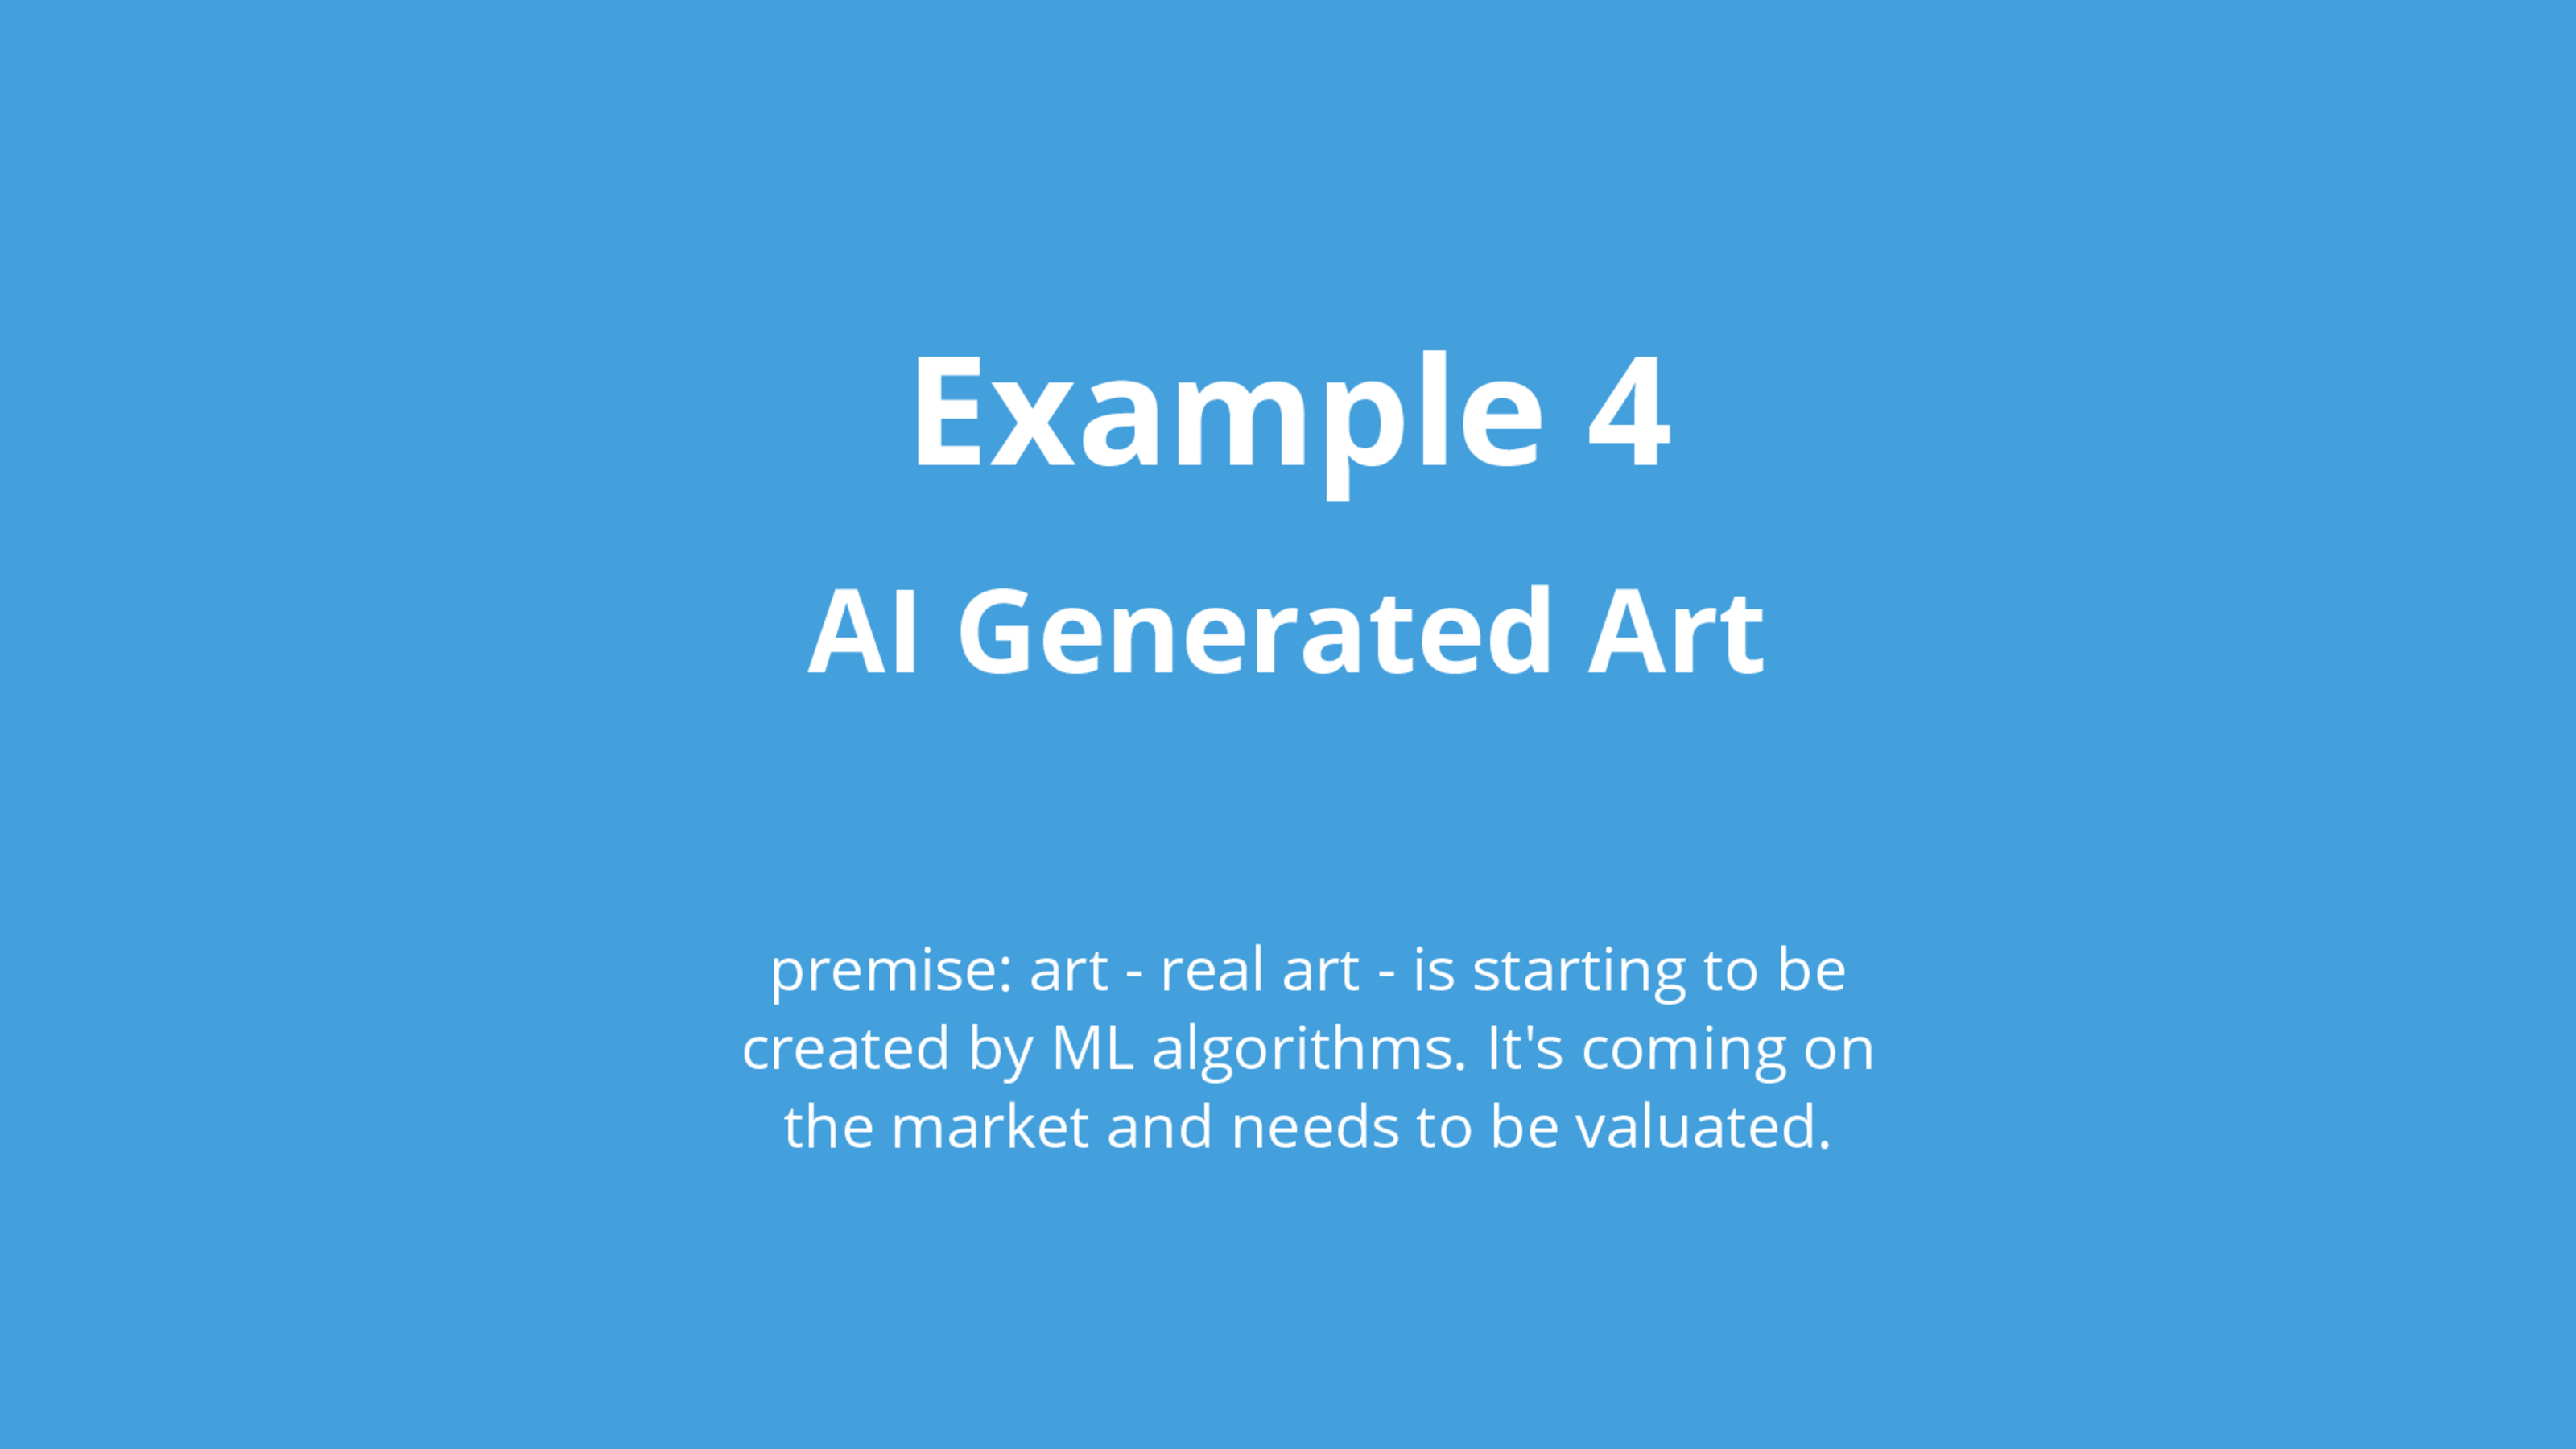 Example 4
AI Generated Art
premise: art - real art - is starting to be
created by ML algorithms. It's coming on
the market and needs to be valuated.